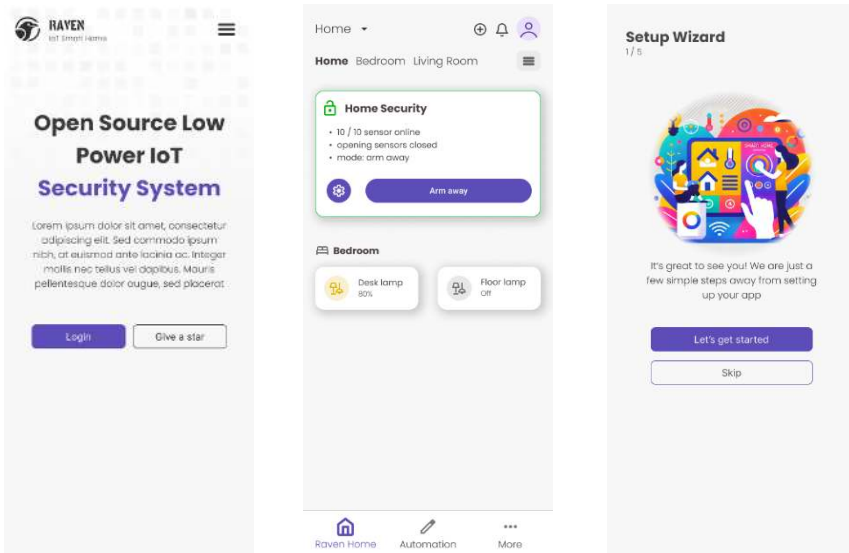 RAVEN
IoT Smart Home
Open Source Low
Power IoT
Security System
Lorem ipsum dolor sit amet, consectetur
adipiscing elit. Sed commodo ipsum
nibh, at euismod ante lacinia ac. Integer
mollis nec tellus vel dapibus. Mauris
pellentesque dolor augue, sed placerat
Login
Give a star
Home
Home Bedroom Living Room
Home Security
• 10 / 10 sensor online
• opening sensors closed
• mode: arm away
Arm away
Bedroom
Desk lamp
80%
Floor lamp
Off
Raven Home
Automation
More
Setup Wizard
1 / 5
SMART HOME
It's great to see you! We are just a
few simple steps away from setting
up your app
Let's get started
Skip